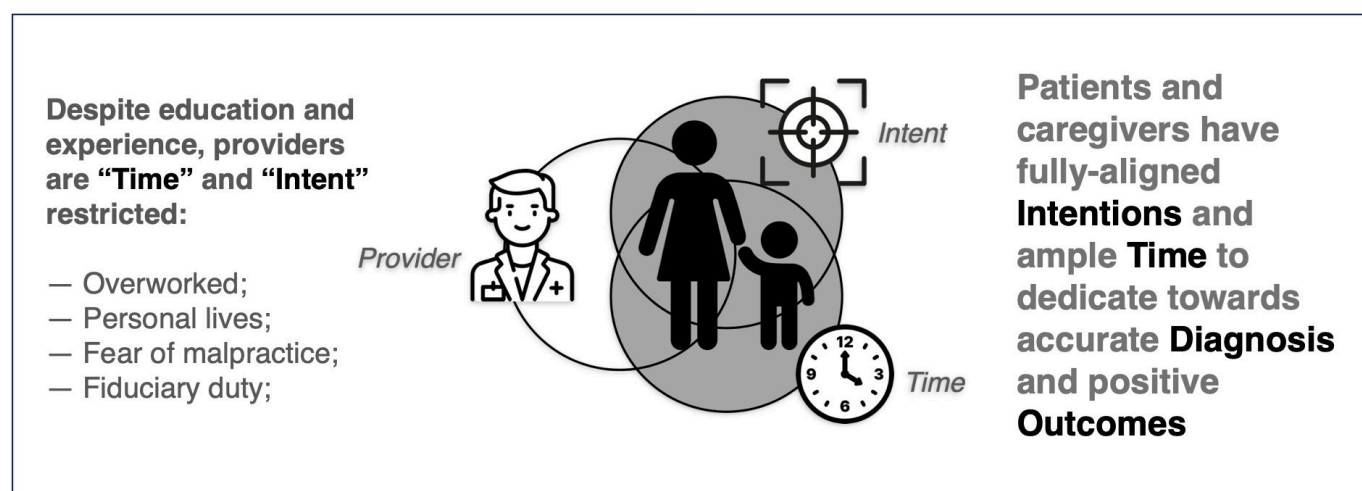 Despite education and
experience, providers
are “Time” and “Intent”
restricted:
— Overworked;
— Personal lives;
— Fear of malpractice;
— Fiduciary duty;
Provider
Intent
12
9
3
6
Time
Patients and
caregivers have
fully-aligned
Intentions and
ample Time to
dedicate towards
accurate Diagnosis
and positive
Outcomes